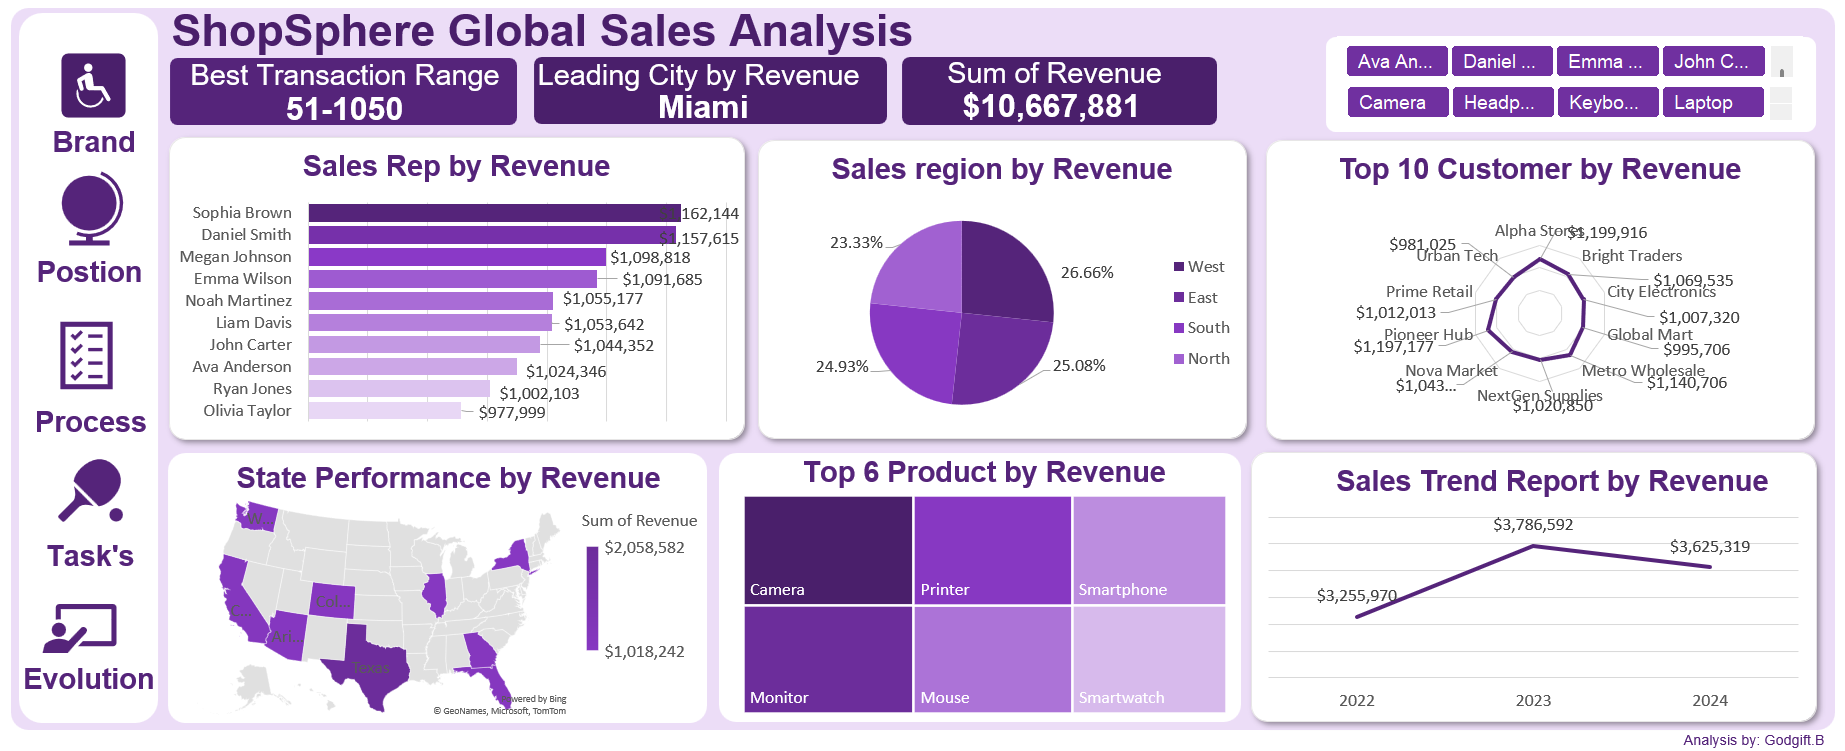 ShopSphere Global Sales Analysis
Best Transaction Range
51-1050
Leading City by Revenue
Miami
Sum of Revenue
$10,667,881
Ava An...
Daniel ...
Emma ...
John C...
Camera
Headp...
Keybo...
Laptop
Brand
Postion
Process
Task's
Evolution
Sales Rep by Revenue
Sophia Brown
162,144
Daniel Smith
$1,157,615
Megan Johnson
$1,098,818
Emma Wilson
$1,091,685
Noah Martinez
$1,055,177
Liam Davis
$1,053,642
John Carter
$1,044,352
Ava Anderson
$1,024,346
Ryan Jones
$1,002,103
Olivia Taylor
$977,999
Sales region by Revenue
23.33%
26.66%
24.93%
25.08%
West
East
South
North
Top 10 Customer by Revenue
Alpha Stores
$1,199,916
Bright Traders
$1,069,535
City Electronics
$1,007,320
Global Mart
$995,706
Metro Wholesale
$1,140,706
NextGen Supplies
$1,020,850
Nova Market
$1,043...
Pioneer Hub
$1,197,177
Prime Retail
$1,012,013
Urban Tech
$981,025
State Performance by Revenue
W...
C...
Col...
Ari...
Texas
Sum of Revenue
$2,058,582
$1,018,242
Powered by Bing
© GeoNames, Microsoft, TomTom
Top 6 Product by Revenue
Camera
Printer
Smartphone
Monitor
Mouse
Smartwatch
Sales Trend Report by Revenue
$3,255,970
$3,786,592
$3,625,319
2022
2023
2024
Analysis by: Godgift.B